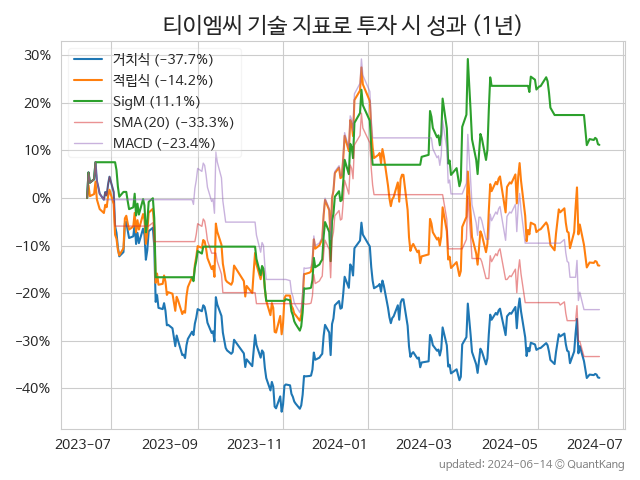 티이엠씨 기술 지표로 투자 시 성과 (1년)
거치식 (−37.7%)
적립식 (−14.2%)
SigM (11.1%)
SMA(20) (−33.3%)
MACD (−23.4%)
30%
20%
10%
0%
−10%
−20%
−30%
−40%
2023-07 2023-09 2023-11 2024-01 2024-03 2024-05 2024-07
updated: 2024-06-14 ⓒ QuantKang